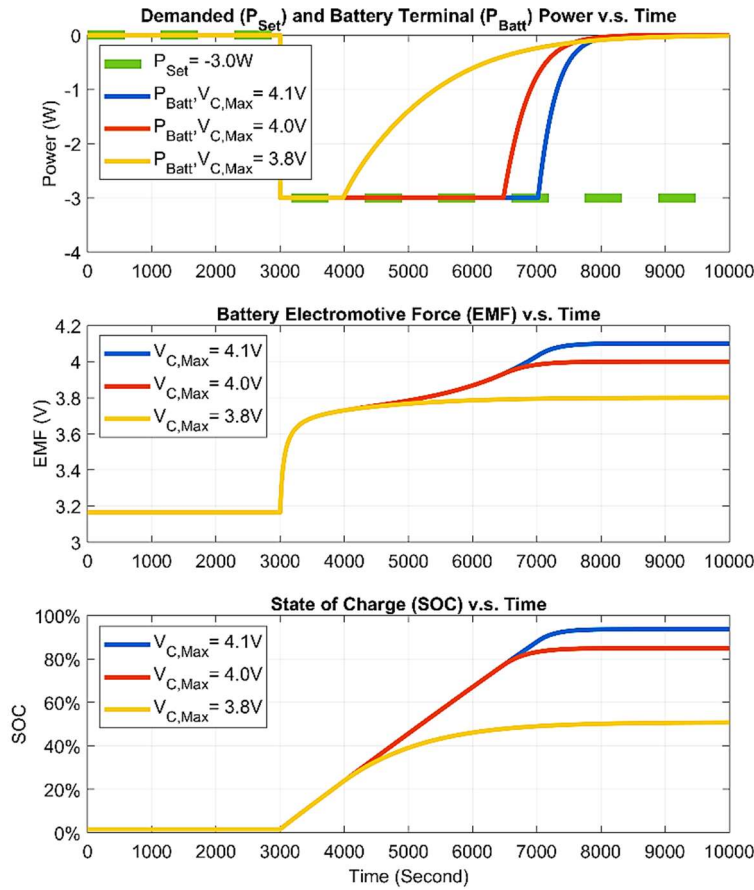 Demanded (P_Set) and Battery Terminal (P_Batt) Power v.s. Time
Power (W)
0
-1
-2
-3
-4
P_Set= -3.0W
P_Batt,V_C,Max= 4.1V
P_Batt,V_C,Max= 4.0V
P_Batt,V_C,Max= 3.8V
0 1000 2000 3000 4000 5000 6000 7000 8000 9000 10000
Battery Electromotive Force (EMF) v.s. Time
EMF (V)
4.2
4
3.8
3.6
3.4
3.2
3
V_C,Max= 4.1V
V_C,Max= 4.0V
V_C,Max= 3.8V
0 1000 2000 3000 4000 5000 6000 7000 8000 9000 10000
State of Charge (SOC) v.s. Time
SOC
100%
80%
60%
40%
20%
0%
V_C,Max= 4.1V
V_C,Max= 4.0V
V_C,Max= 3.8V
0 1000 2000 3000 4000 5000 6000 7000 8000 9000 10000
Time (Second)